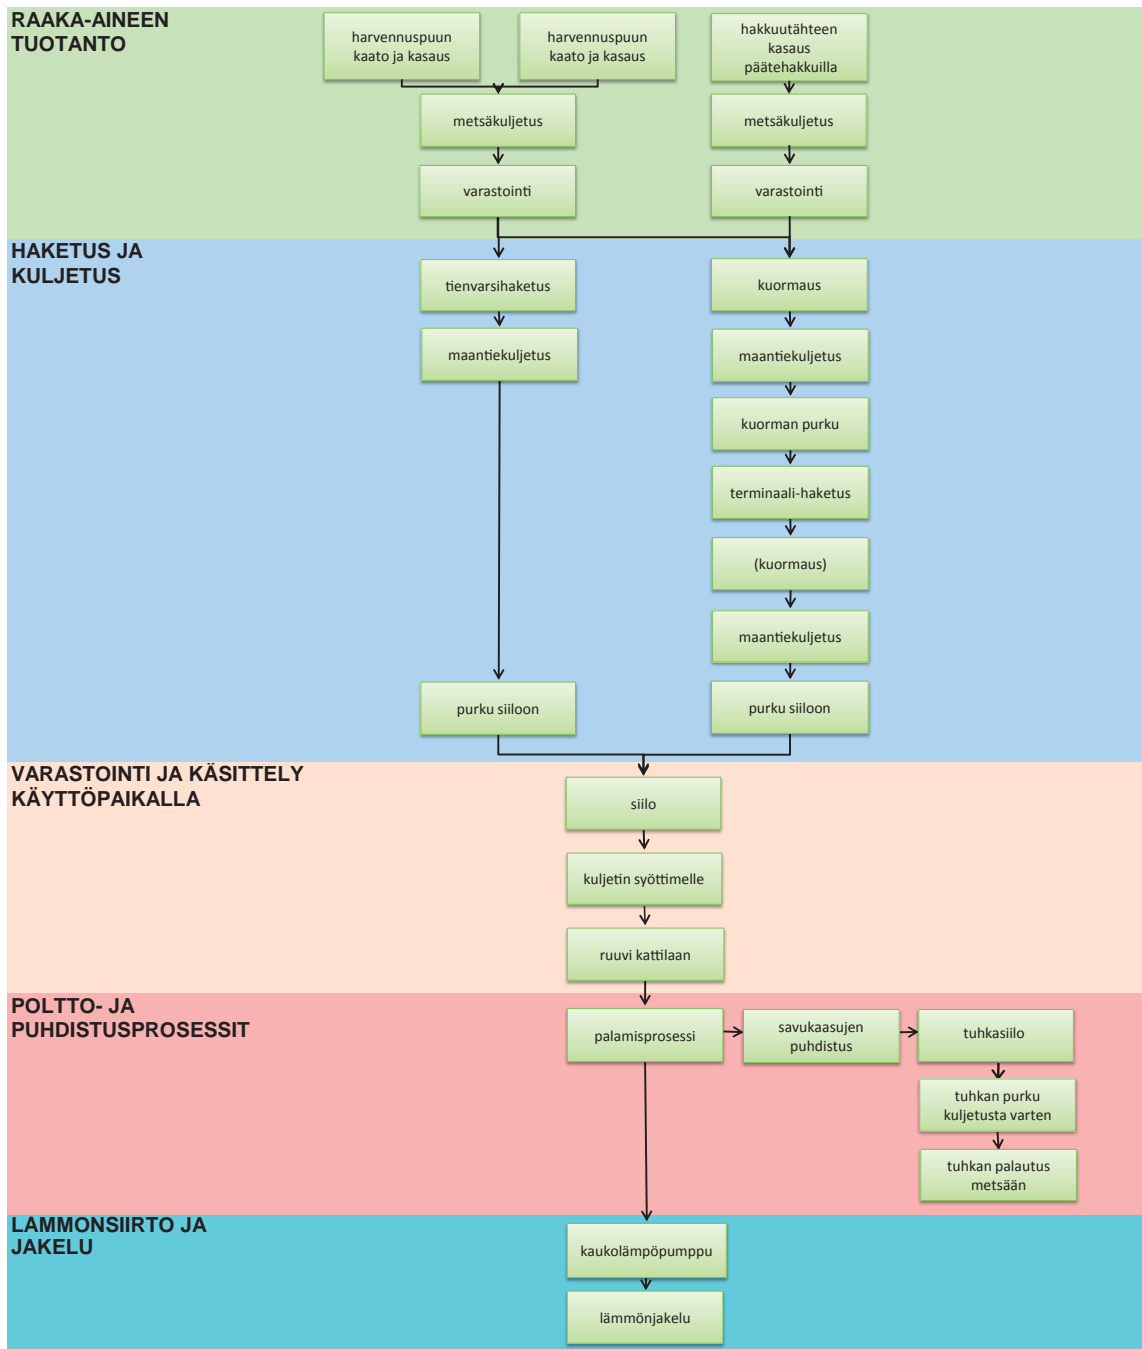 RAAKA-AINEEN
TUOTANTO
harvennuspuun
kaato ja kasaus
harvennuspuun
kaato ja kasaus
hakkuutähteen
kasaus
päätehakkuilla
metsäkuljetus
metsäkuljetus
varastointi
varastointi
HAKETUS JA
KULJETUS
tienvarsihaketus
kuormaus
maantiekuljetus
maantiekuljetus
kuorman purku
terminaali-haketus
(kuormaus)
maantiekuljetus
purku siiloon
purku siiloon
VARASTOINTI JA KÄSITTELY
KÄYTTÖPAIKALLA
siilo
kuljetin syöttimelle
ruuvi kattilaan
POLTTO- JA
PUHDISTUSPROSESSIT
palamisprosessi
savukaasujen
puhdistus
tuhkasiilo
tuhkan purku
kuljetusta varten
tuhkan palautus
metsään
LAMMONSIIRTO JA
JAKELU
kaukolämpöpumppu
lämmönjakelu